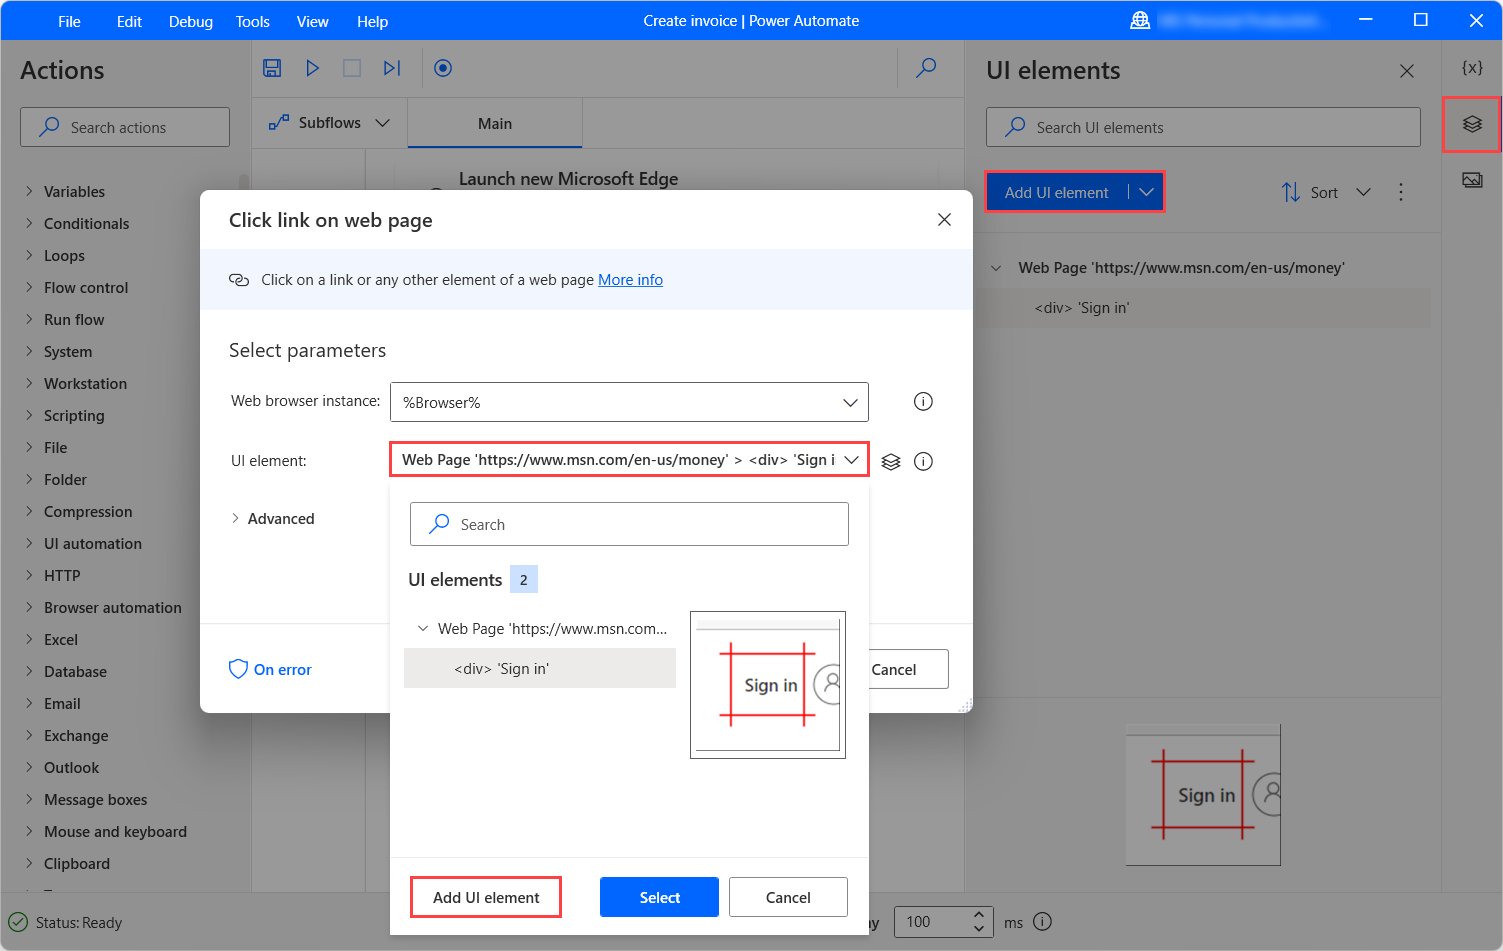 File Edit Debug Tools View Help
Create invoice | Power Automate
Actions
Search actions
Variables
Conditionals
Loops
Flow control
Run flow
System
Workstation
Scripting
File
Folder
Compression
UI automation
HTTP
Browser automation
Excel
Database
Email
Exchange
Outlook
Message boxes
Mouse and keyboard
Clipboard
Subflows
Main
Launch new Microsoft Edge
Click link on web page
Click on a link or any other element of a web page More info
Select parameters
Web browser instance: %Browser%
UI element: Web Page 'https://www.msn.com/en-us/money' > <div> 'Sign i
Advanced
Search
UI elements 2
Web Page 'https://www.msn.com...
<div> 'Sign in'
Sign in
On error
Cancel
Add UI element
Select
Cancel
UI elements
{x}
Search UI elements
Add UI element
Sort
Web Page 'https://www.msn.com/en-us/money'
<div> 'Sign in'
Sign in
Status: Ready
ay 100 ms